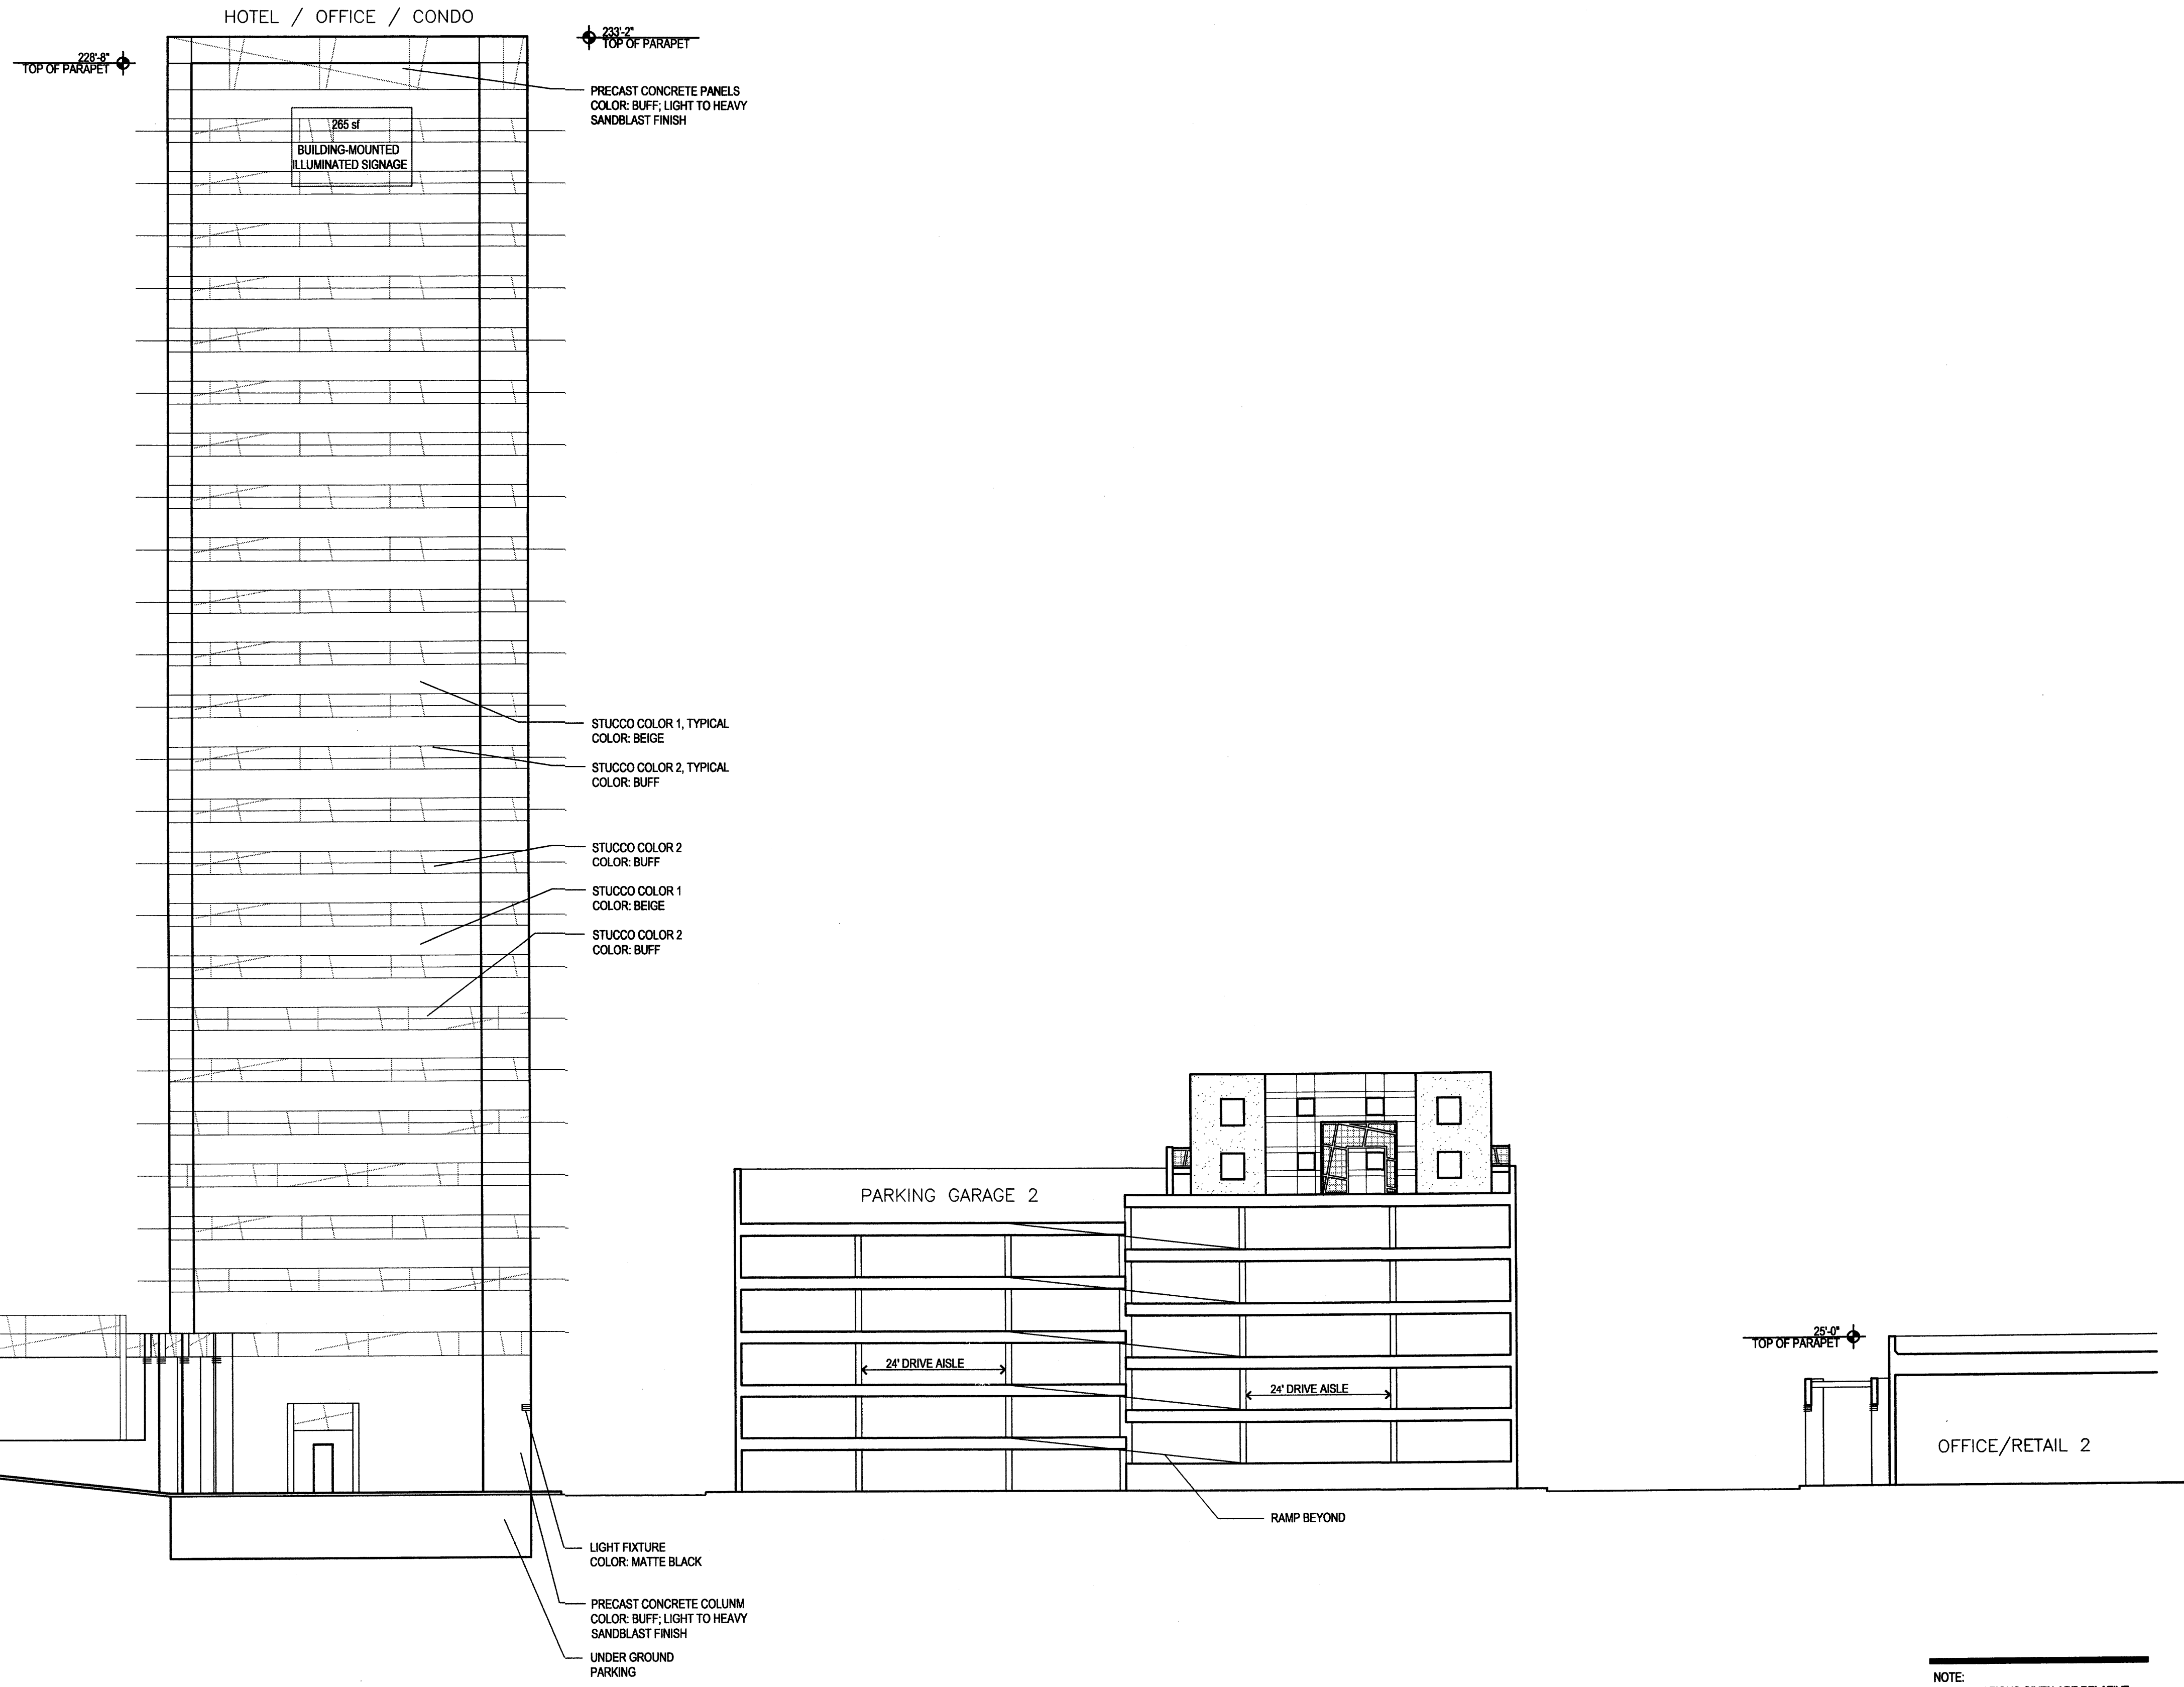 HOTEL / OFFICE / CONDO
233'-2"
TOP OF PARAPET
228'-8"
TOP OF PARAPET
PRECAST CONCRETE PANELS
COLOR: BUFF; LIGHT TO HEAVY
SANDBLAST FINISH
265 sf
BUILDING-MOUNTED
ILLUMINATED SIGNAGE
STUCCO COLOR 1, TYPICAL
COLOR: BEIGE
STUCCO COLOR 2, TYPICAL
COLOR: BUFF
STUCCO COLOR 2
COLOR: BUFF
STUCCO COLOR 1
COLOR: BEIGE
STUCCO COLOR 2
COLOR: BUFF
PARKING GARAGE 2
24' DRIVE AISLE
24' DRIVE AISLE
25'-0"
TOP OF PARAPET
OFFICE/RETAIL 2
RAMP BEYOND
LIGHT FIXTURE
COLOR: MATTE BLACK
PRECAST CONCRETE COLUNM
COLOR: BUFF; LIGHT TO HEAVY
SANDBLAST FINISH
UNDER GROUND
PARKING
NOTE: